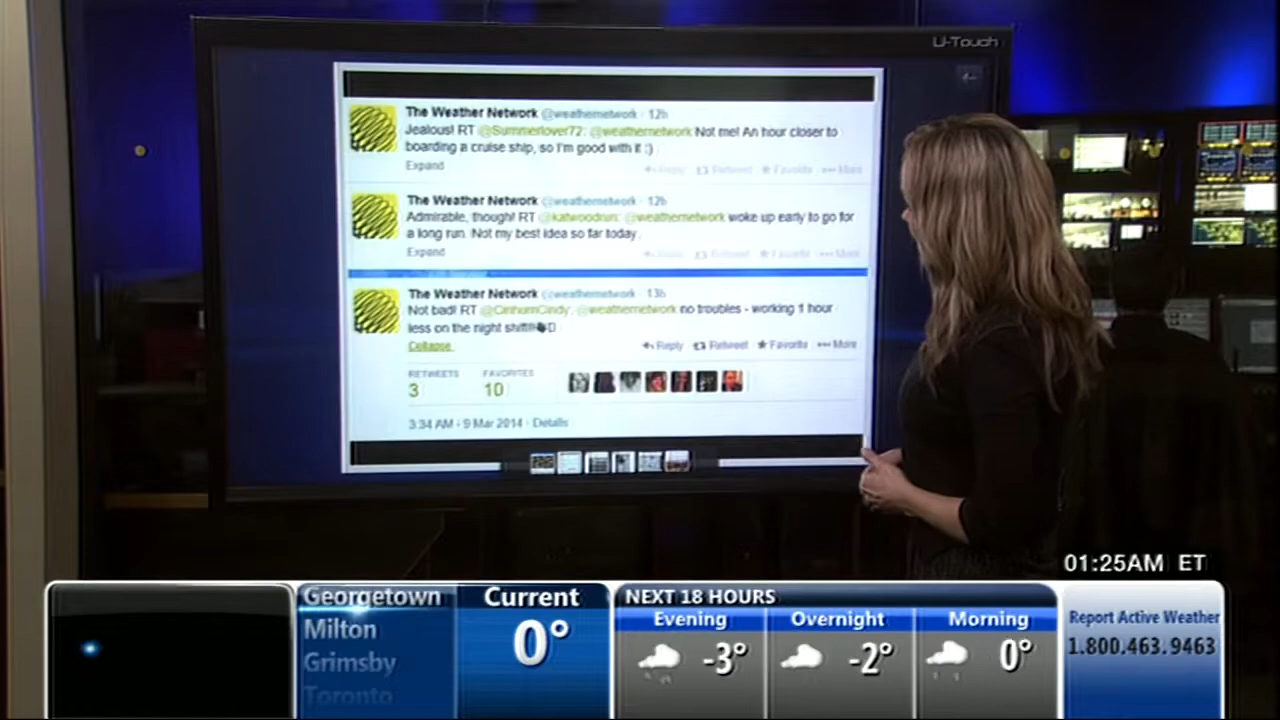 U-Touch
The Weather Network @weathernetwork · 12h
Jealous! RT @Summerlover72: @weathernetwork Not me! An hour closer to
boarding a cruise ship, so I'm good with it :)
Expand
Reply Retweet Favorite More
The Weather Network @weathernetwork · 12h
Admirable, though! RT @katwoodrun: @weathernetwork woke up early to go for
a long run. Not my best idea so far today.
Expand
Retweet Favorite More
The Weather Network @weathernetwork · 13h
Not bad! RT @weathernetwork no troubles - working 1 hour
less on the night shift!! D
Collapse
Reply Retweet Favorite More
RETWEETS FAVORITES
3 10
3:34 AM - 9 Mar 2014 · Details
01:25AM ET
Georgetown
Milton
Grimsby
Toronto
Current
0°
NEXT 18 HOURS
Evening Overnight Morning
-3° -2° 0°
Report Active Weather
1.800.463.9463